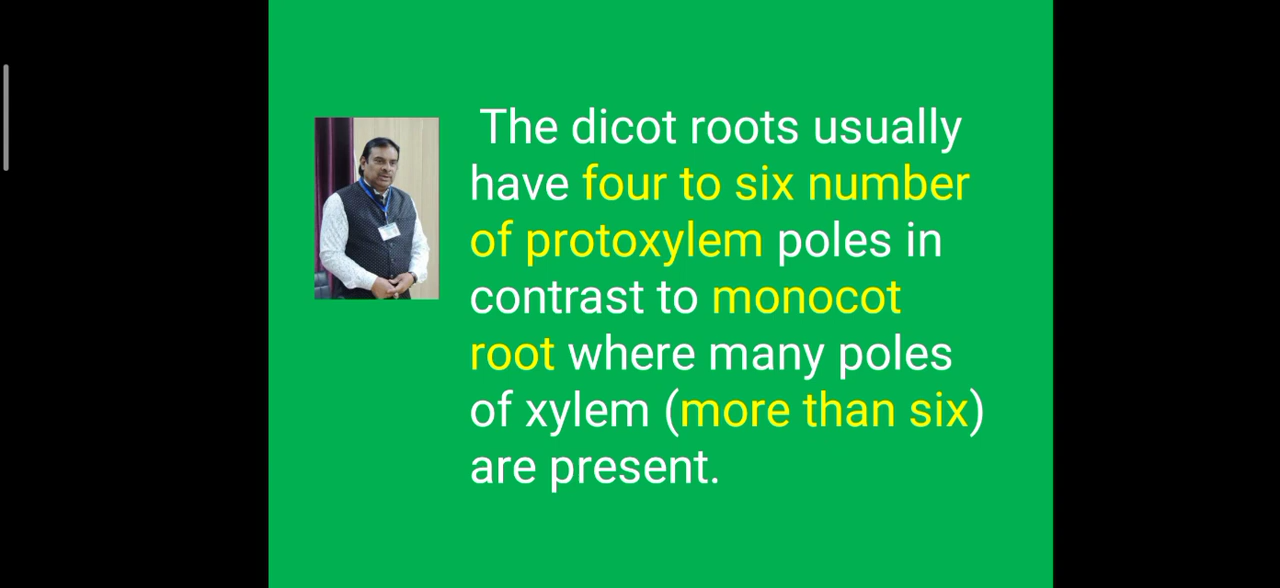 The dicot roots usually
have four to six number
of protoxylem poles in
contrast to monocot
root where many poles
of xylem (more than six)
are present.